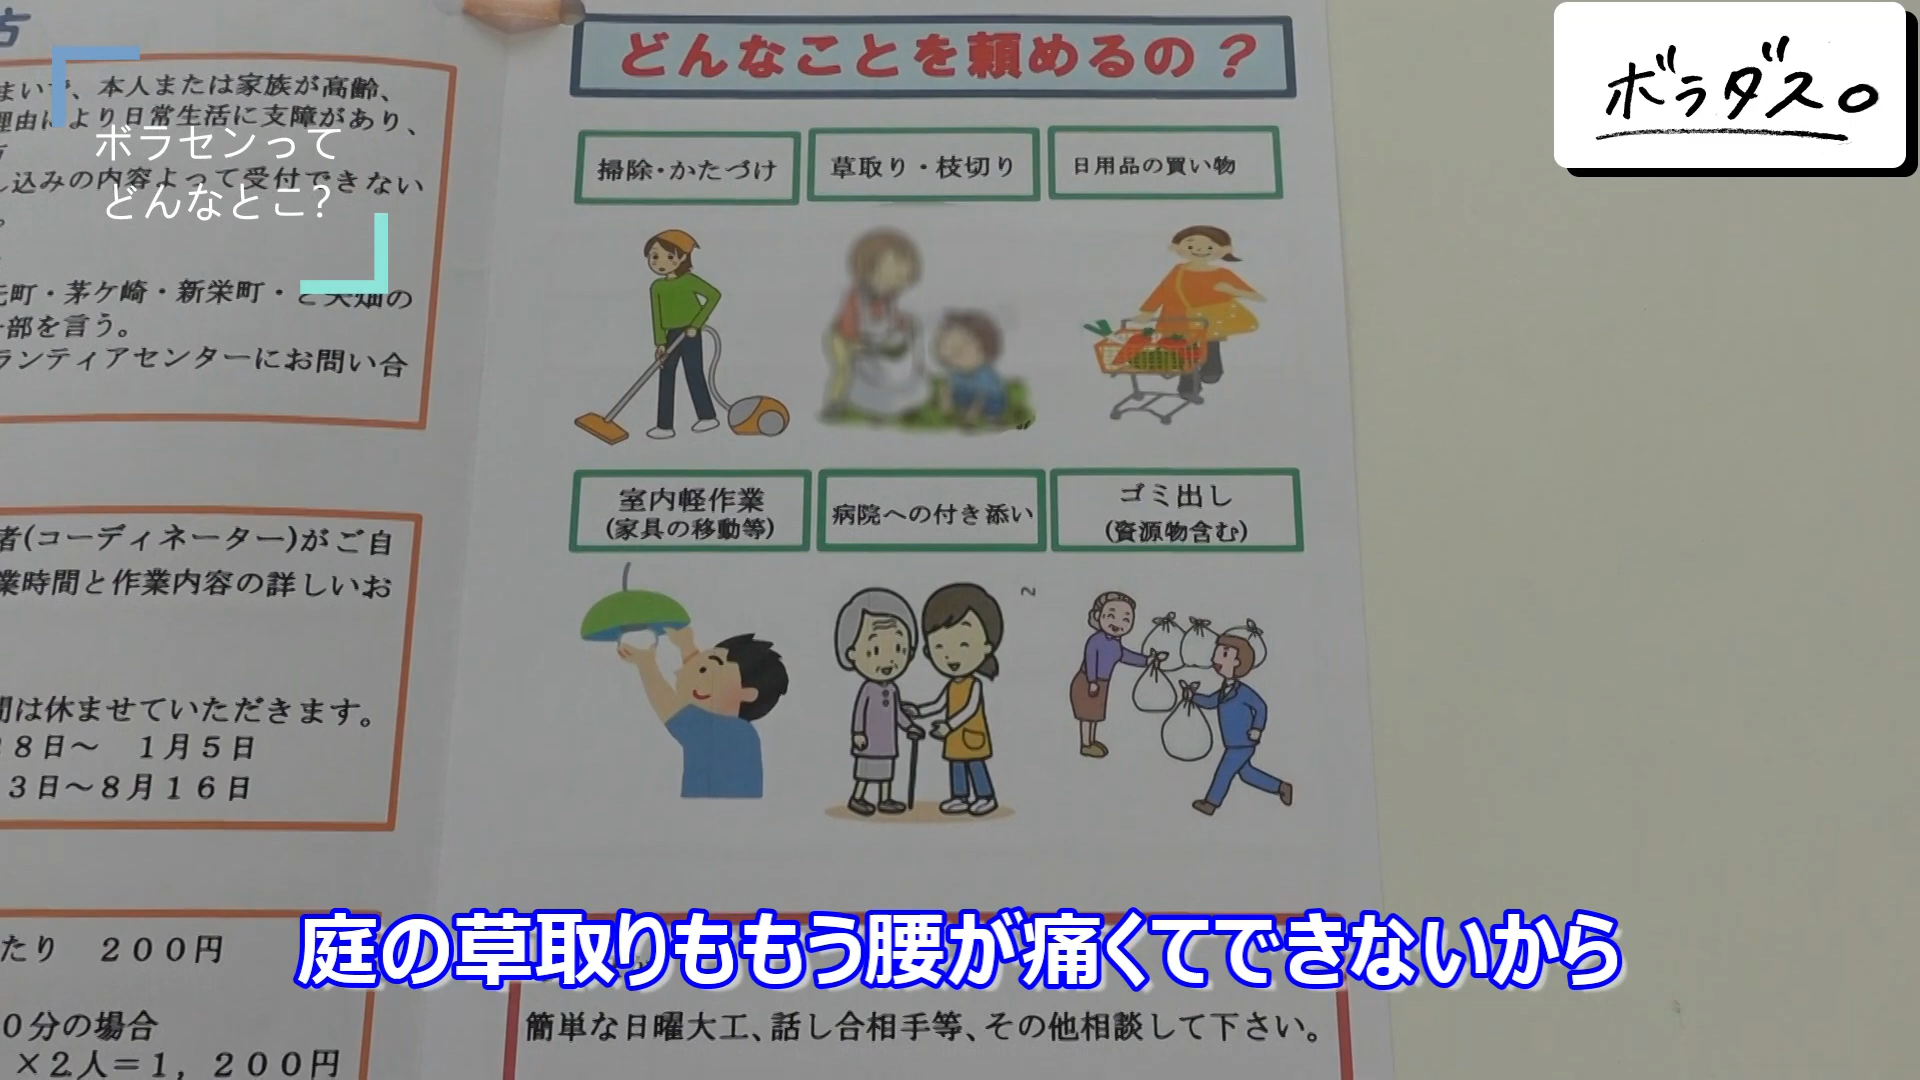 方
まいで、本人または家族が高齢、
理由により日常生活に支障があり、
し込みの内容よって受付できない
元町・茅ケ崎・新栄町・と大畑の
部を言う。
ランティアセンターにお問い合
者(コーディネーター)がご自
業時間と作業内容の詳しいお
間は休ませていただきます。
8日～ 1月5日
3日～8月16日
たり 200円
0分の場合
×2人＝1,200円
ボラセンって
どんなとこ?
どんなことを頼めるの？
掃除・かたづけ
草取り・枝切り
日用品の買い物
室内軽作業
(家具の移動等)
病院への付き添い
ゴミ出し
(資源物含む)
簡単な日曜大工、話し合相手等、その他相談して下さい。
ボラダス。
庭の草取りももう腰が痛くてできないから